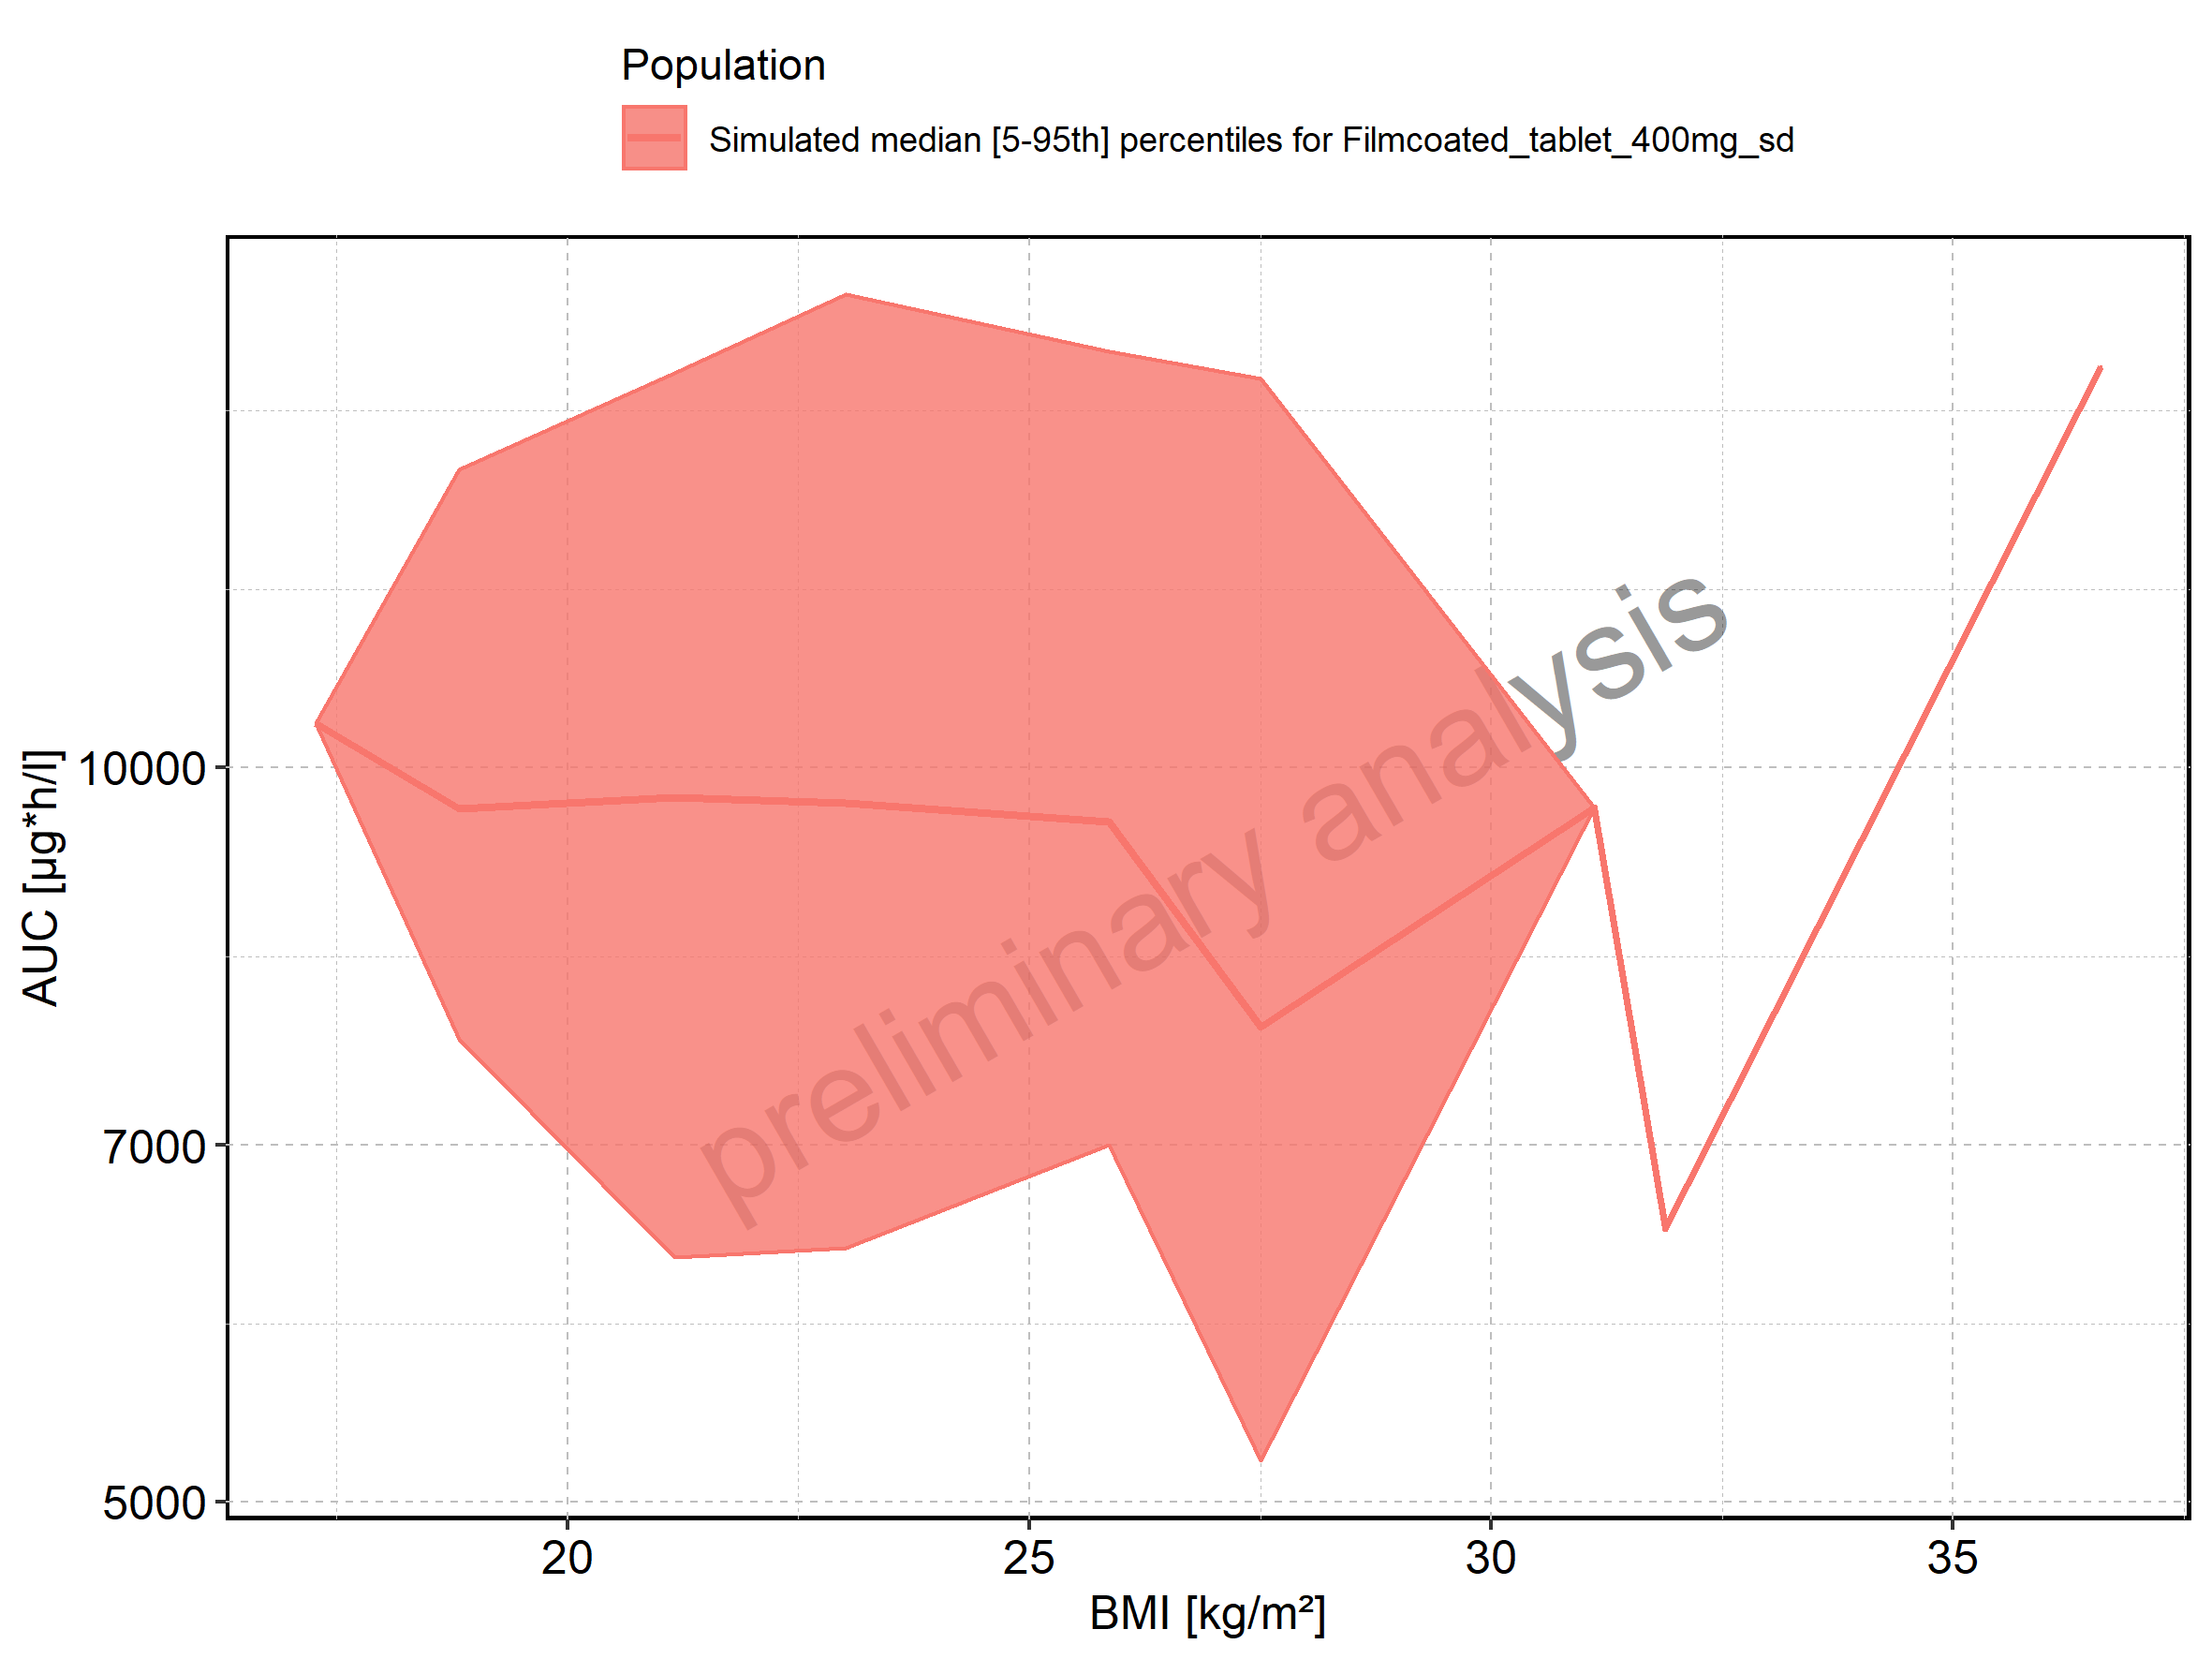 Population
Simulated median [5-95th] percentiles for Filmcoated_tablet_400mg_sd
AUC [µg*h/l]
10000
7000
5000
preliminary analysis
20
25
30
35
BMI [kg/m²]